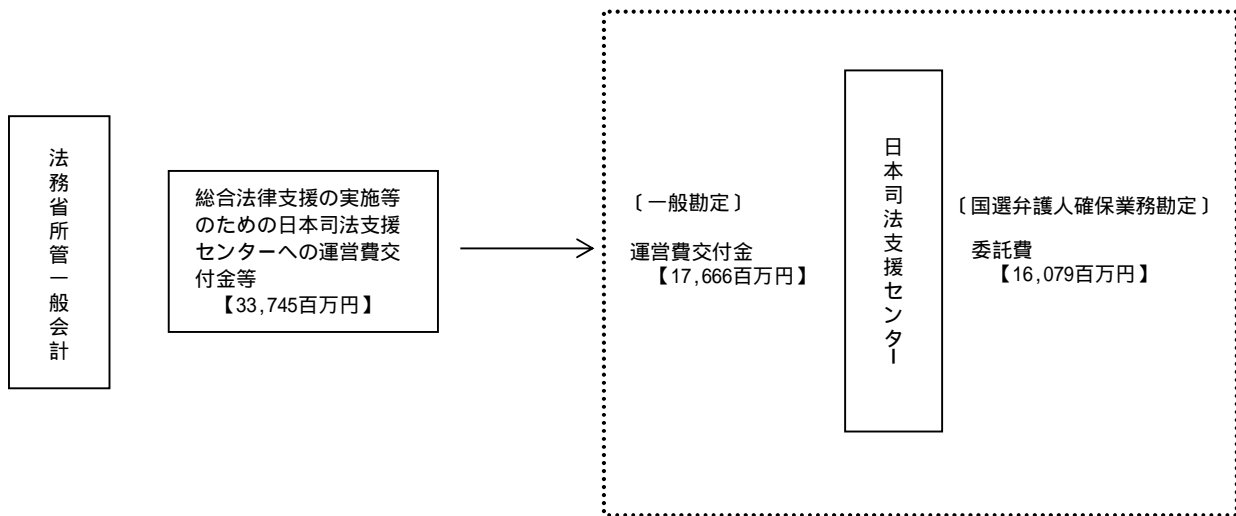 法務省所管一般会計
総合法律支援の実施等
のための日本司法支援
センターへの運営費交
付金等
【33,745百万円】
〔一般勘定〕
運営費交付金
【17,666百万円】
日本司法支援センター
〔国選弁護人確保業務勘定〕
委託費
【16,079百万円】